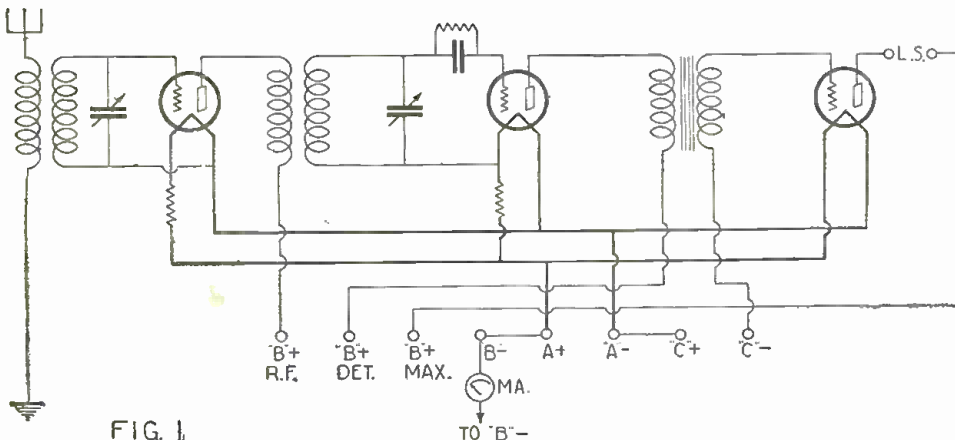 L.S.
"B"+ R.F.
"B"+ DET.
"B"+ MAX.
B-
A+
"A"-
"C"+
"C"-
MA.
TO "B"-
FIG. 1.